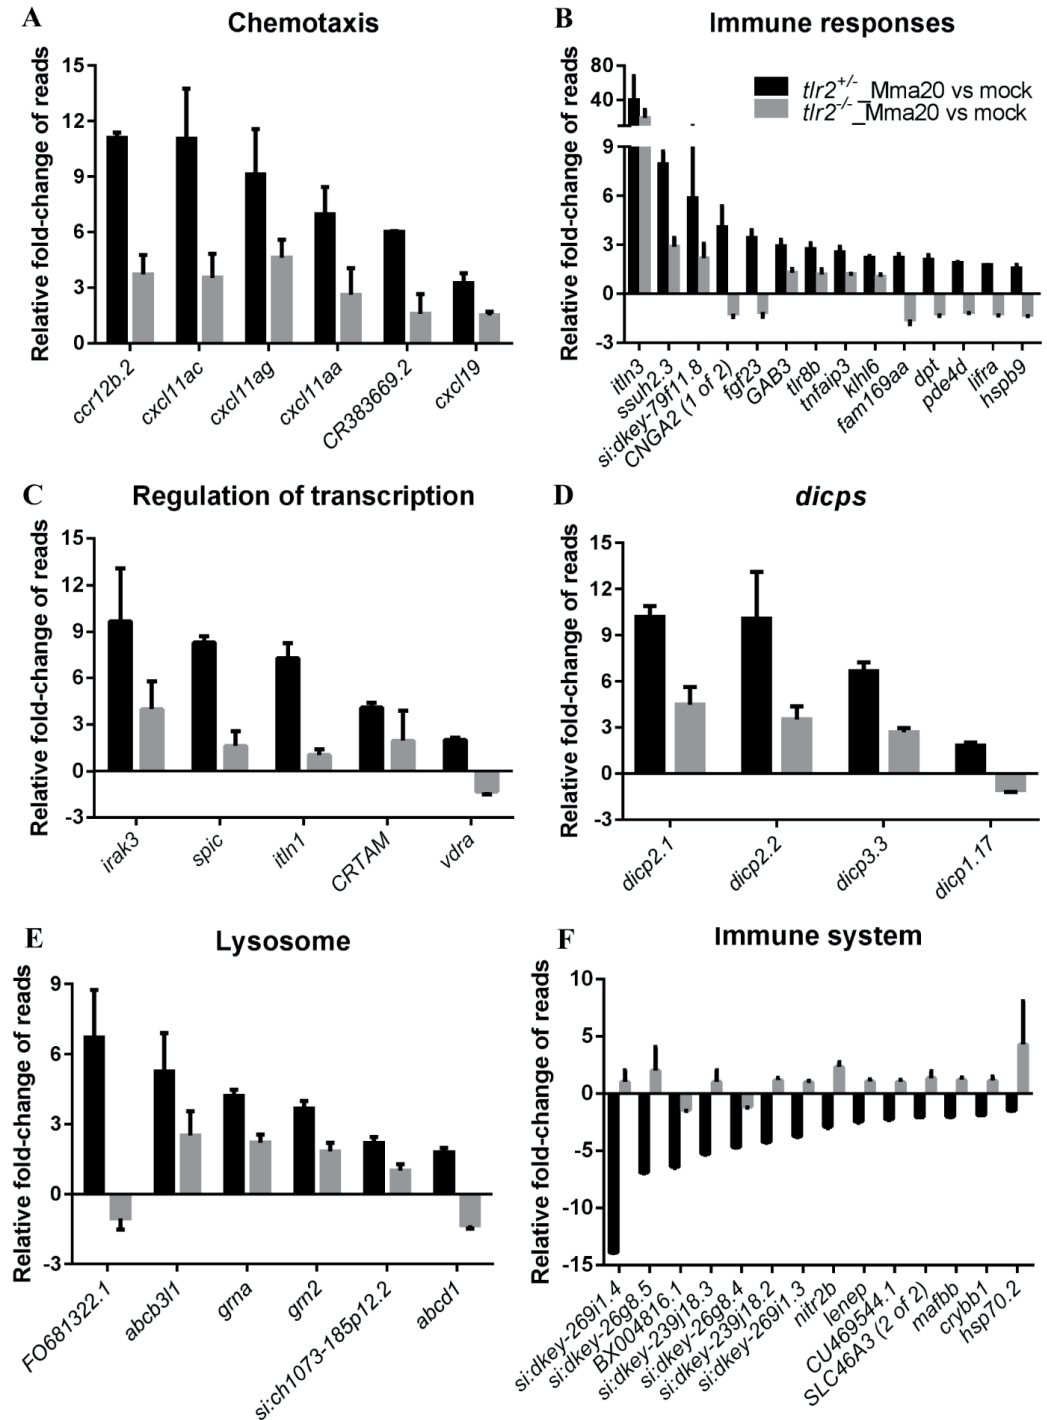 A
Chemotaxis
Relative fold-change of reads
15
12
9
6
3
0
ccr12b.2
cxcl11ac
cxcl11ag
cxcl11aa
CR383669.2
cxcl19
B
Immune responses
Relative fold-change of reads
80
40
9
6
3
0
-3
tlr2+/-_Mma20 vs mock
tlr2-/-_Mma20 vs mock
itln3
ssuh2.3
si:dkey-79f11.8
CNGA2 (1 of 2)
fgf23
GAB3
tlr8b
tnfaip3
klhl6
fam169aa
dpt
pde4d
lifra
hspb9
C
Regulation of transcription
Relative fold-change of reads
15
12
9
6
3
0
-3
irak3
spic
itln1
CRTAM
vdra
D
dicps
Relative fold-change of reads
15
12
9
6
3
0
-3
dicp2.1
dicp2.2
dicp3.3
dicp1.17
E
Lysosome
Relative fold-change of reads
9
6
3
0
-3
FO681322.1
abcb3l1
grna
grn2
si:ch1073-185p12.2
abcd1
F
Immune system
Relative fold-change of reads
10
5
0
-5
-10
-15
si:dkey-269i1.4
si:dkey-26g8.5
BX004816.1
si:dkey-239j18.3
si:dkey-26g8.4
si:dkey-239j18.2
si:dkey-269i1.3
nitr2b
lenep
CU469544.1
SLC46A3 (2 of 2)
mafbb
crybb1
hsp70.2